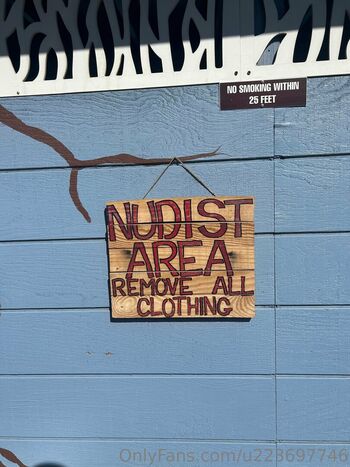 NO SMOKING WITHIN
25 FEET
NUDIST
AREA
REMOVE ALL
CLOTHING
OnlyFans.com/u223697746